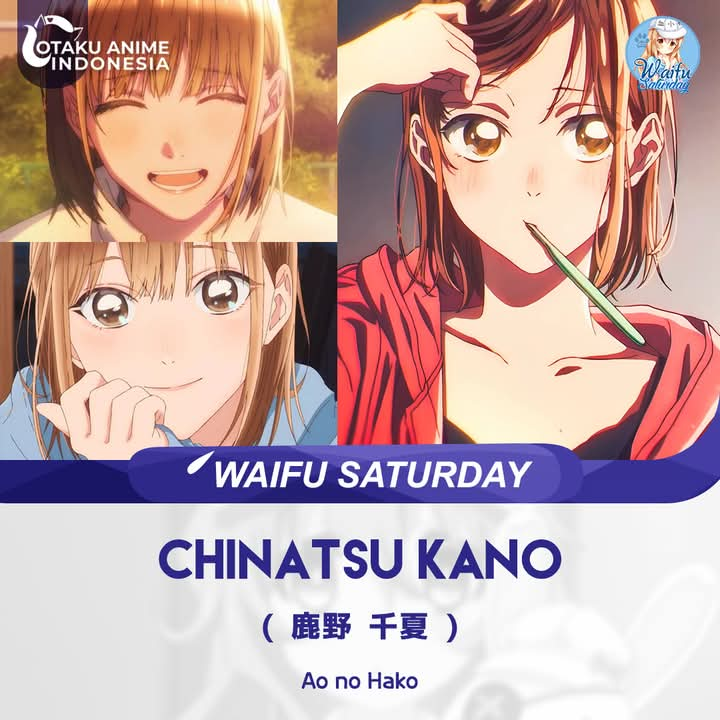 OTAKU ANIME
INDONESIA
Waifu
Saturday
WAIFU SATURDAY
CHINATSU KANO
( 鹿野 千夏 )
Ao no Hako